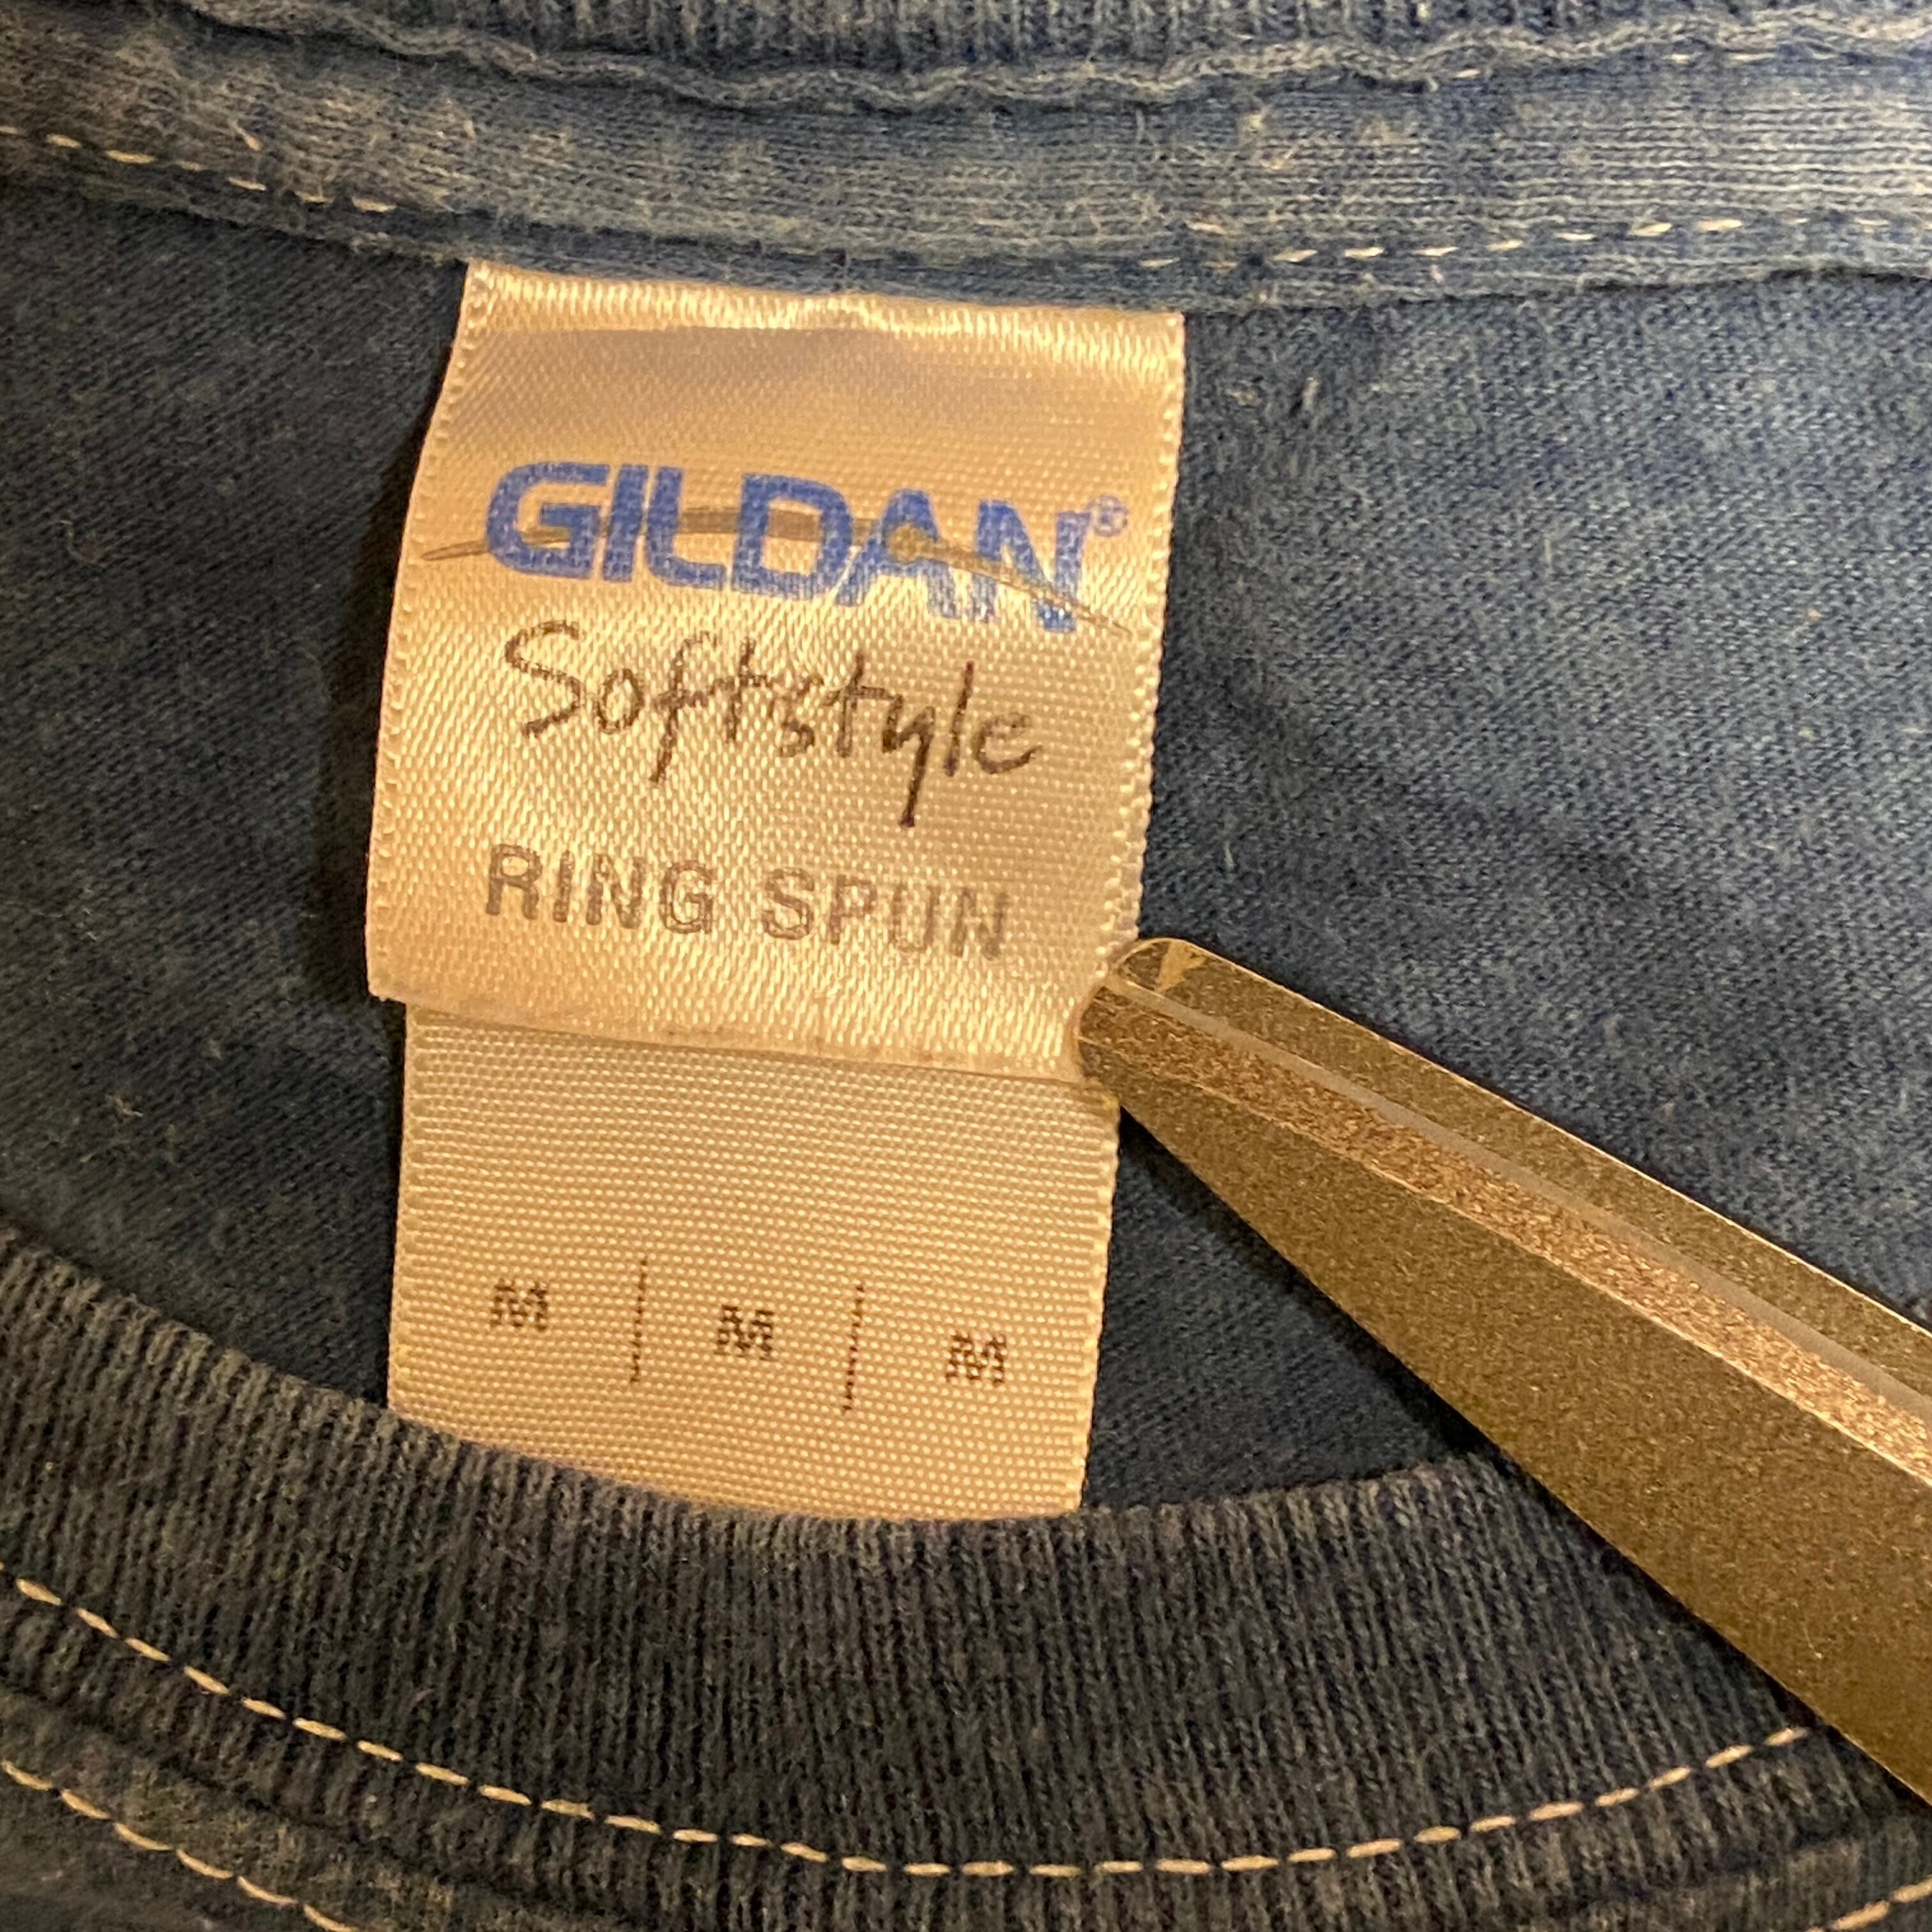 GILDAN®
Softstyle
RING SPUN
M | M | M